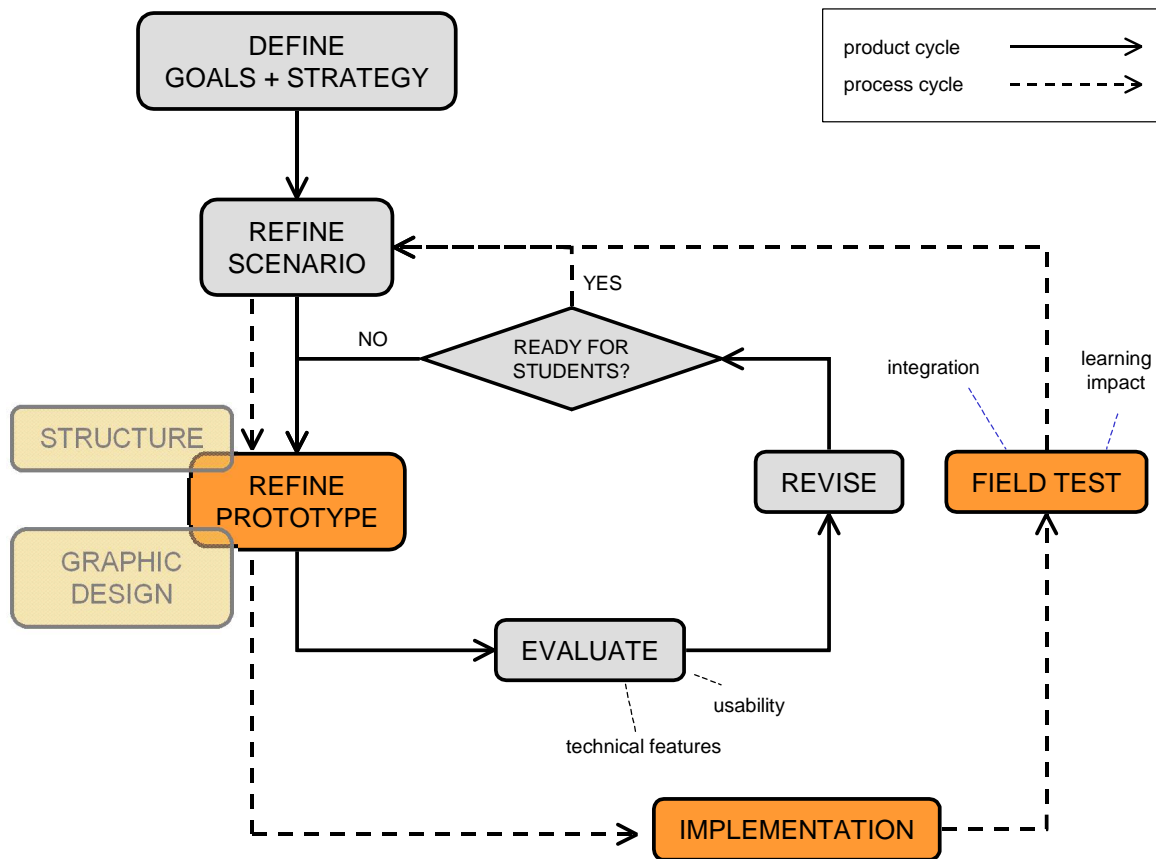 DEFINE
GOALS + STRATEGY
product cycle
process cycle
REFINE
SCENARIO
YES
NO
READY FOR
STUDENTS?
integration
learning
impact
STRUCTURE
REFINE
PROTOTYPE
REVISE
FIELD TEST
GRAPHIC
DESIGN
EVALUATE
usability
technical features
IMPLEMENTATION